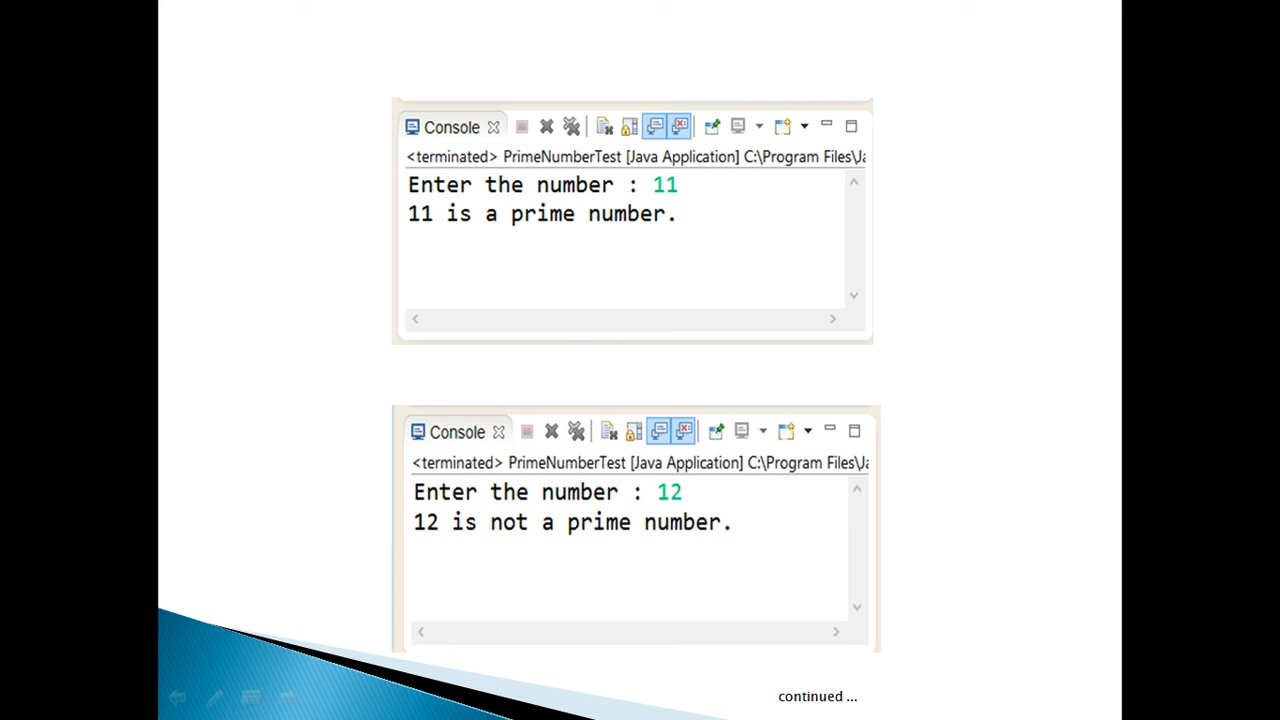 Console
<terminated> PrimeNumberTest [Java Application] C:\Program Files\Ja
Enter the number : 11
11 is a prime number.
Console
<terminated> PrimeNumberTest [Java Application] C:\Program Files\Ja
Enter the number : 12
12 is not a prime number.
continued ...